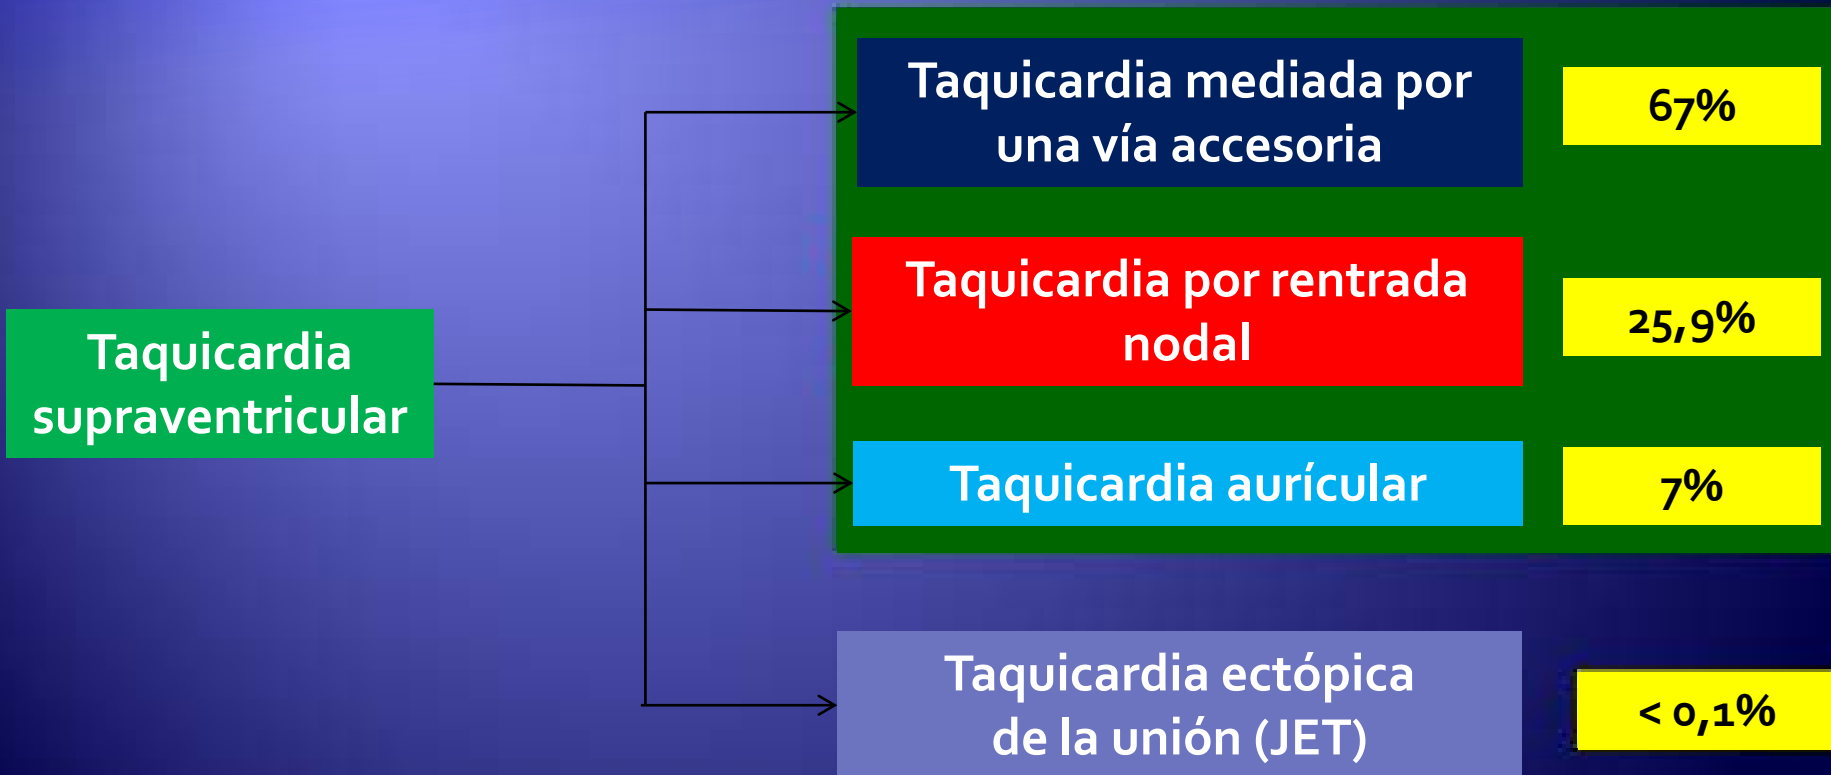 Taquicardia
supraventricular
Taquicardia mediada por
una vía accesoria
67%
Taquicardia por rentrada
nodal
25,9%
Taquicardia aurícular
7%
Taquicardia ectópica
de la unión (JET)
< 0,1%